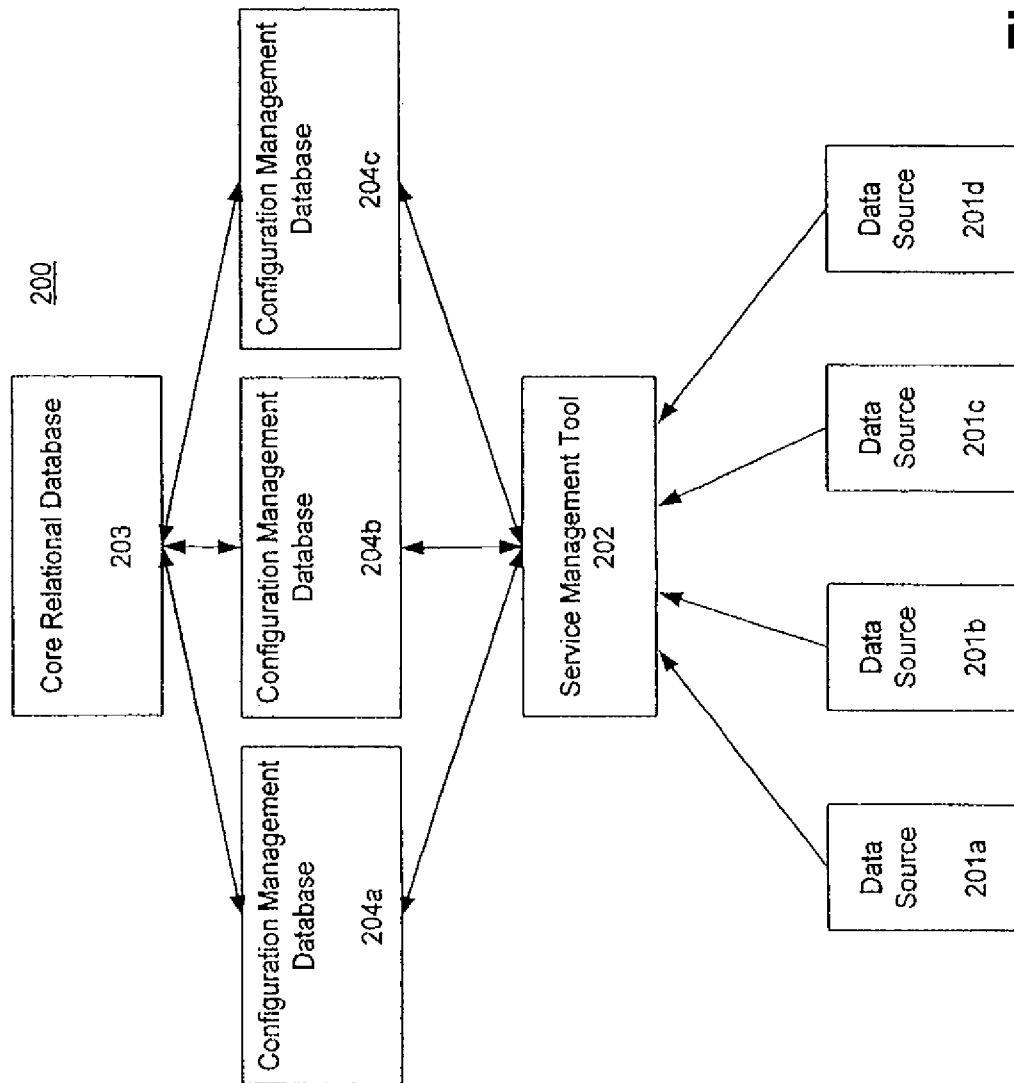 200
Core Relational Database
203
Configuration Management
Database
204a
Configuration Management
Database
204b
Configuration Management
Database
204c
Service Management Tool
202
Data
Source
201a
Data
Source
201b
Data
Source
201c
Data
Source
201d